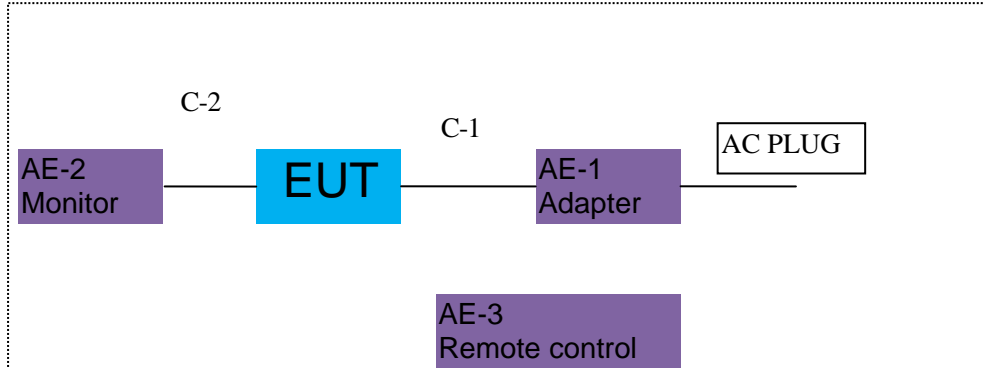 C-2
C-1
AC PLUG
AE-2
Monitor
EUT
AE-1
Adapter
AE-3
Remote control